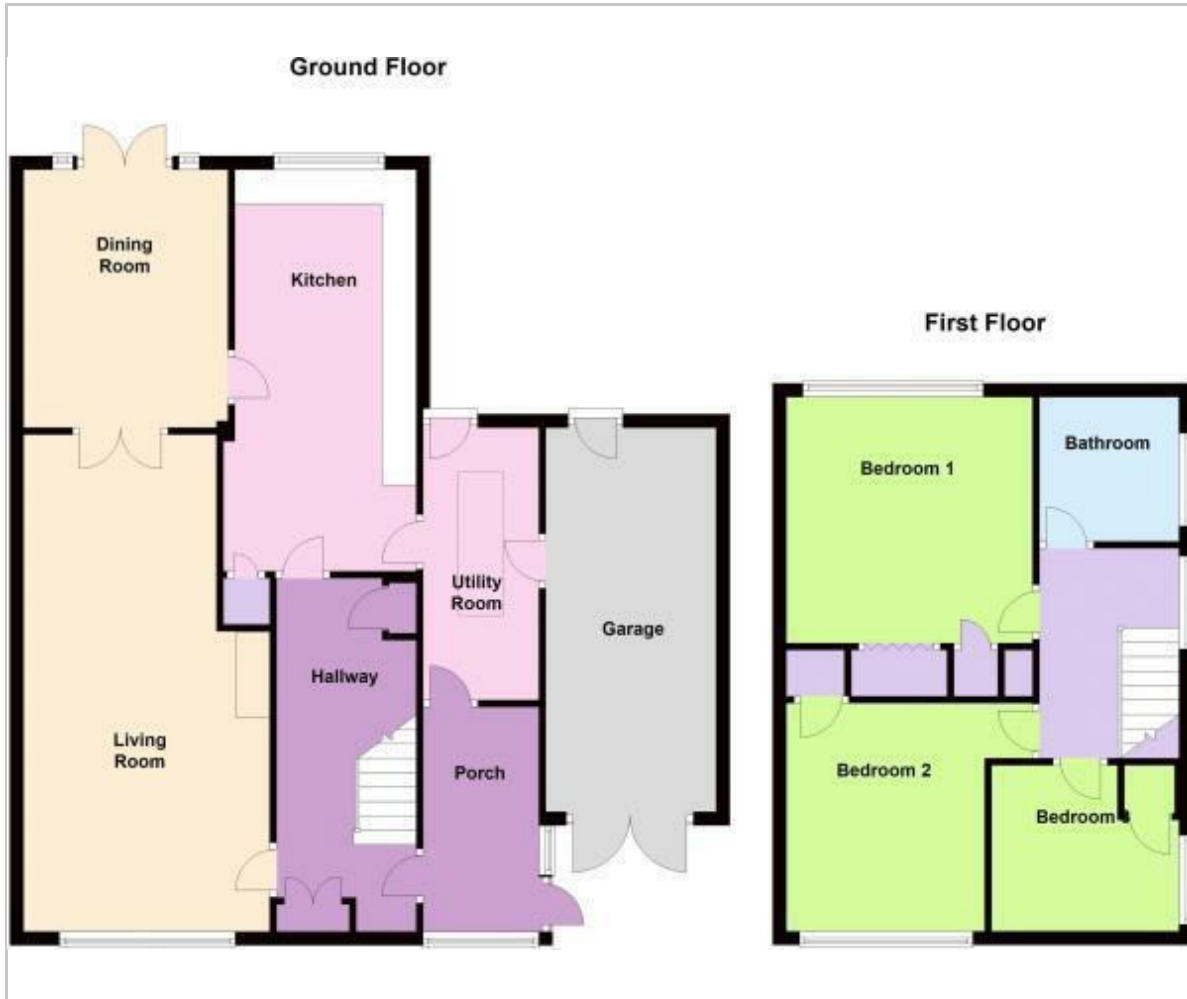 Ground Floor
Dining
Room
Kitchen
Utility
Room
Garage
Hallway
Living
Room
Porch
First Floor
Bedroom 1
Bathroom
Bedroom 2
Bedroom